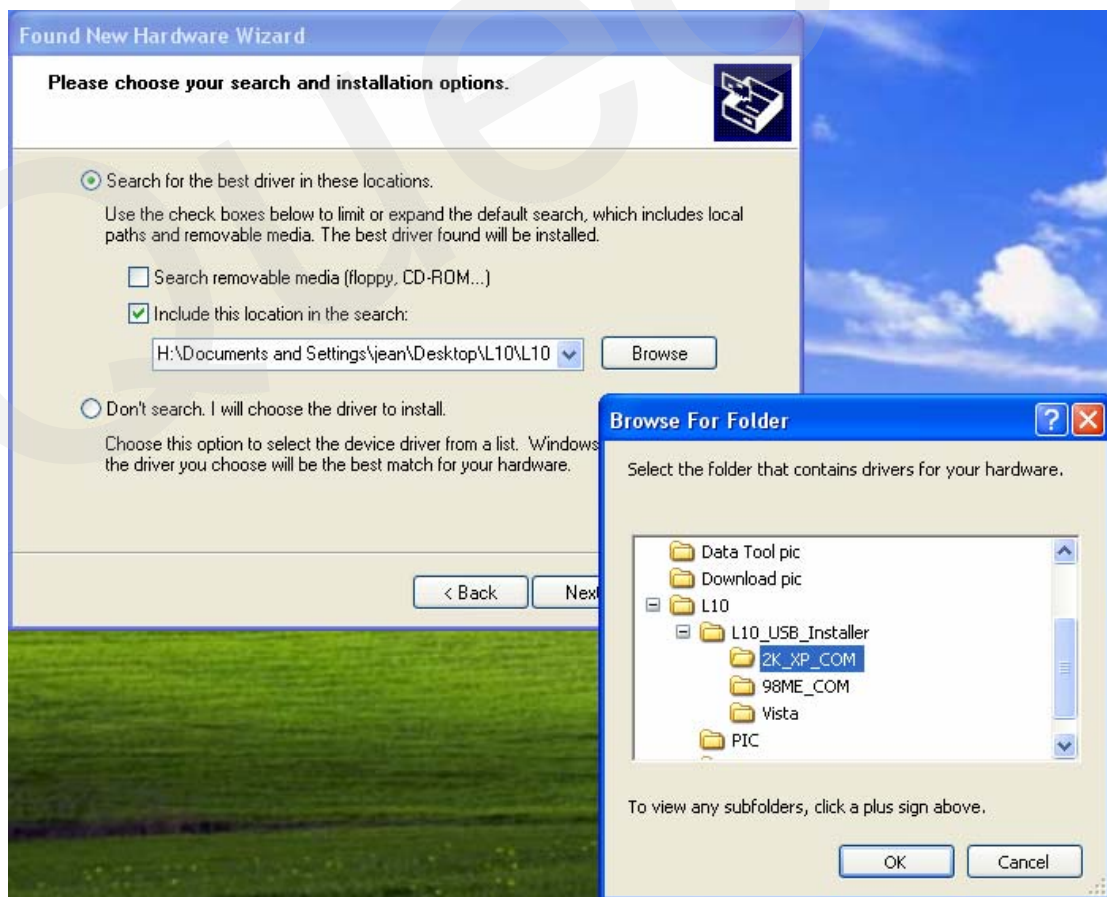 Found New Hardware Wizard
Please choose your search and installation options.
Search for the best driver in these locations.
Use the check boxes below to limit or expand the default search, which includes local
paths and removable media. The best driver found will be installed.
Search removable media (floppy, CD-ROM...)
Include this location in the search:
H:\Documents and Settings\jean\Desktop\L10\L10
Browse
Don't search. I will choose the driver to install.
Choose this option to select the device driver from a list. Windows
the driver you choose will be the best match for your hardware.
< Back
Browse For Folder
Select the folder that contains drivers for your hardware.
Data Tool pic
Download pic
L10
L10_USB_Installer
2K_XP_COM
98ME_COM
Vista
PIC
To view any subfolders, click a plus sign above.
OK
Cancel